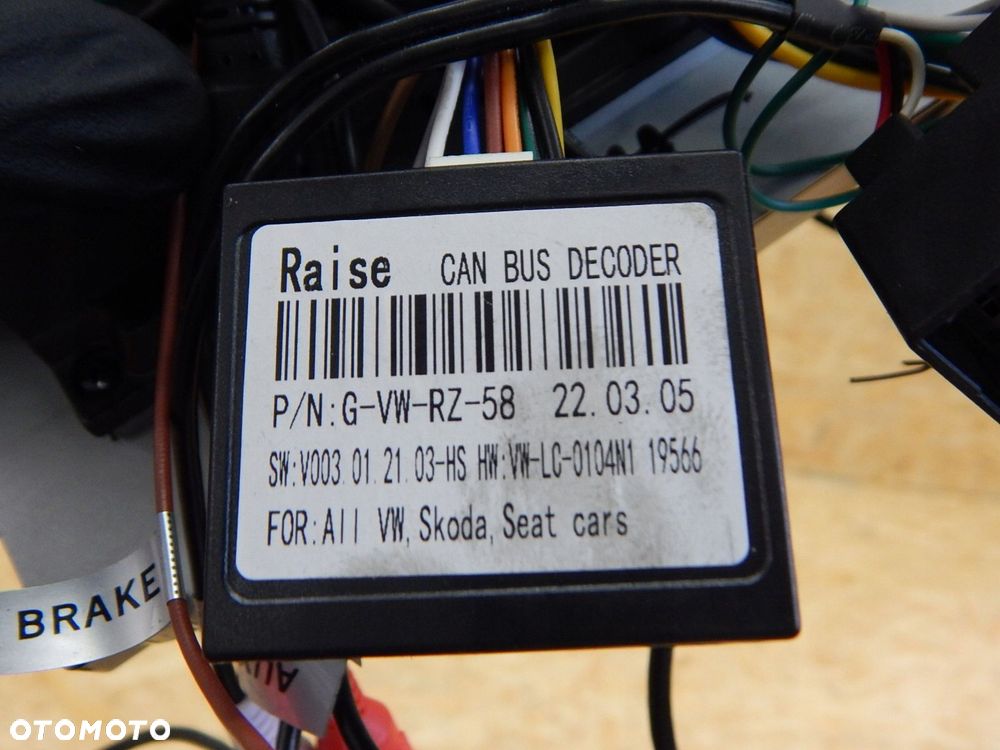 Raise CAN BUS DECODER
P/N:G-VW-RZ-58 22.03.05
SW:V003.01.21.03-HS HW:VW-LC-0104N1 19566
FOR:All VW,Skoda,Seat cars
BRAKE
OTOMOTO